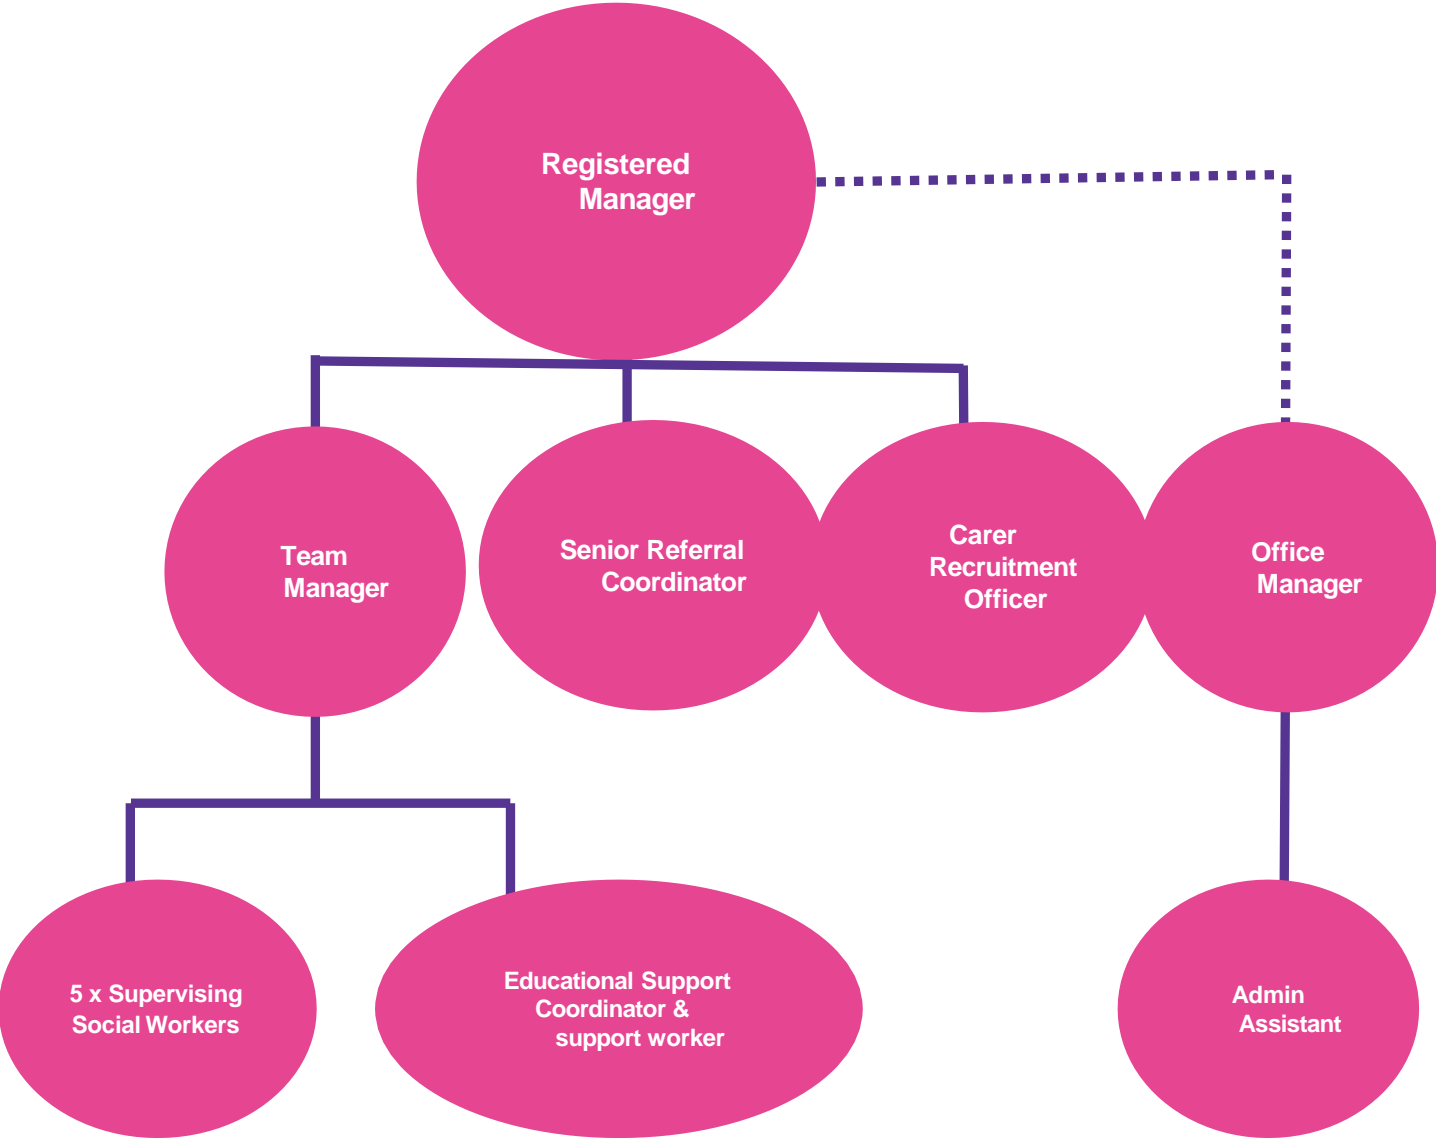 Registered
Manager
Team
Manager
Senior Referral
Coordinator
Carer
Recruitment
Officer
Office
Manager
5 x Supervising
Social Workers
Educational Support
Coordinator &
support worker
Admin
Assistant